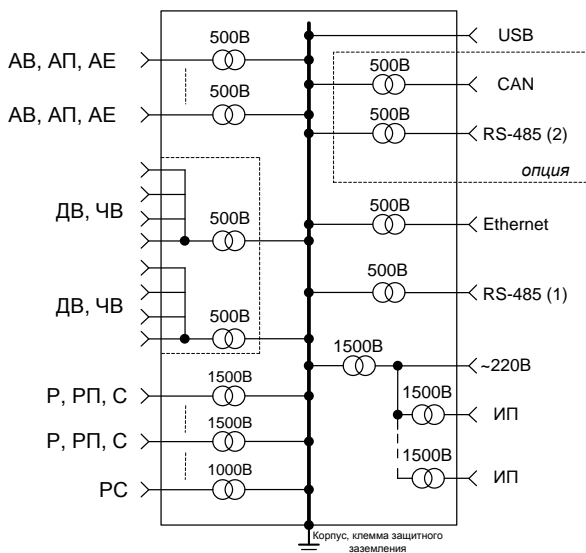 500В
USB
АВ, АП, АЕ
500В
CAN
500В
АВ, АП, АЕ
500В
RS-485 (2)
опция
ДВ, ЧВ
500В
500В
Ethernet
500В
RS-485 (1)
ДВ, ЧВ
500В
1500В
~220В
1500В
Р, РП, С
1500В
ИП
1500В
Р, РП, С
1500В
ИП
1000В
РС
Корпус, клемма защитного
заземления